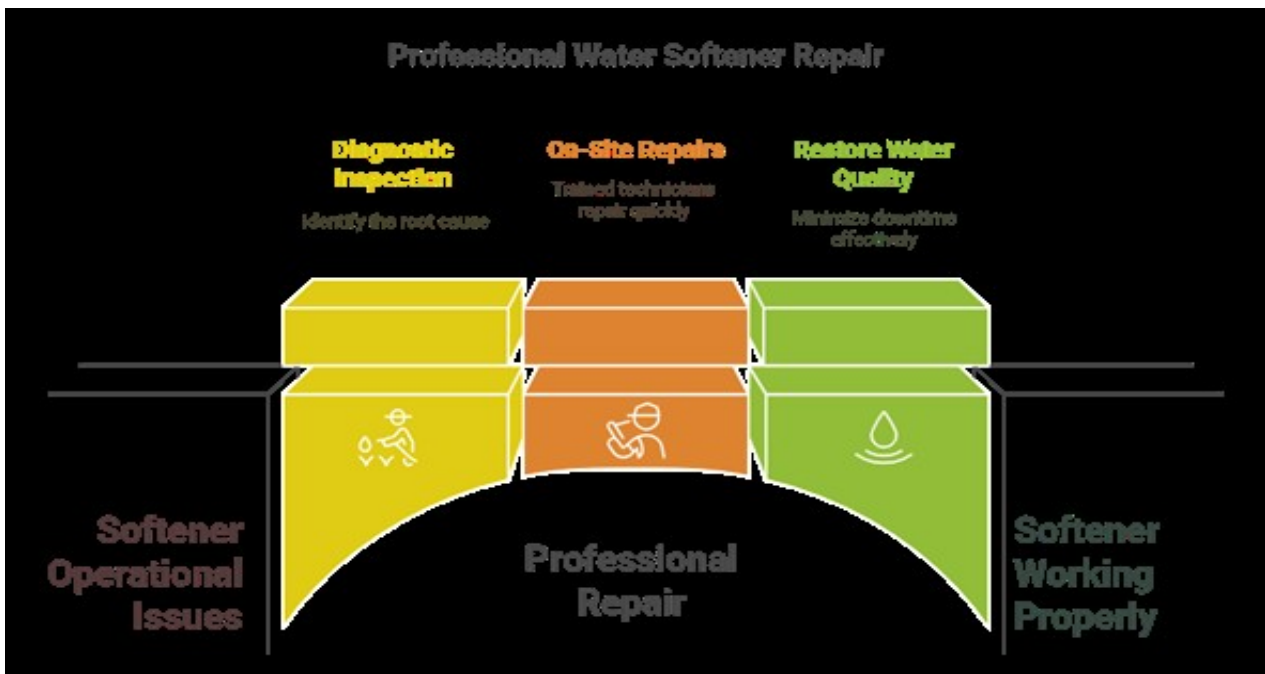 Professional Water Softener Repair
Diagnostic
Inspection
Identify the root cause
On-Site Repairs
Trained technicians
repair quickly
Restore Water
Quality
Minimize downtime
effectively
Softener
Operational
Issues
Professional
Repair
Softener
Working
Properly